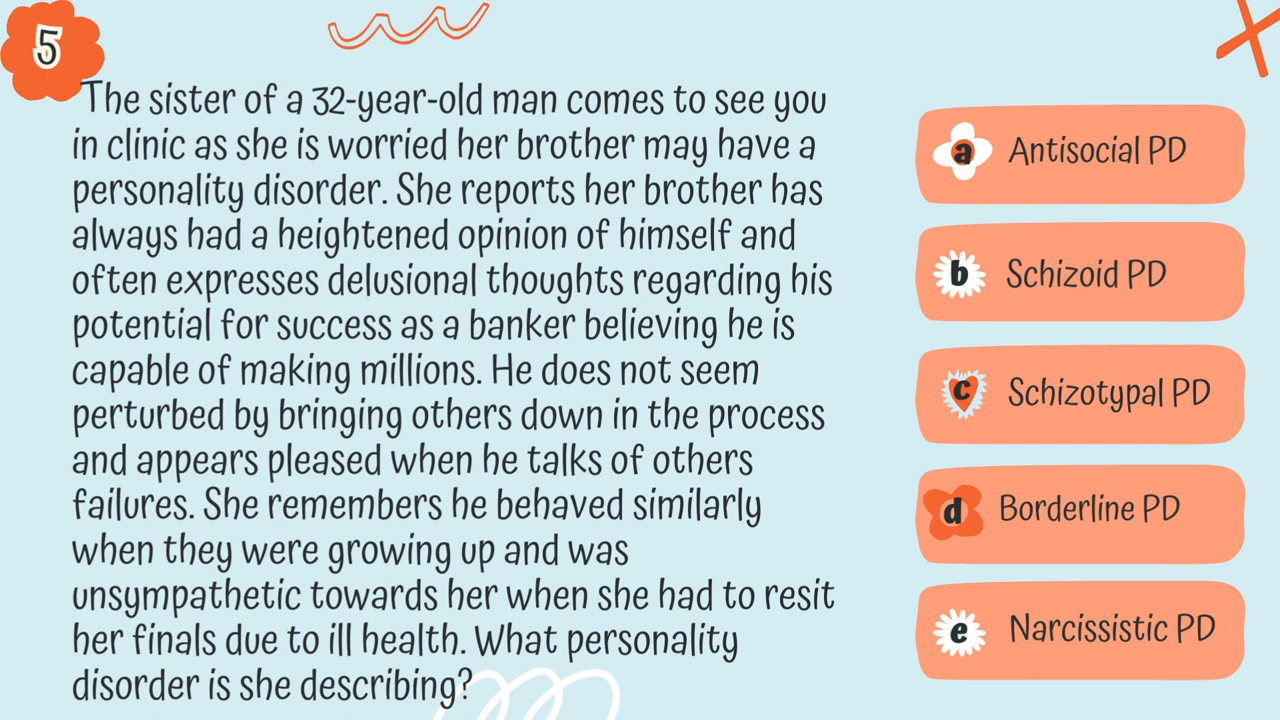 5
The sister of a 32-year-old man comes to see you
in clinic as she is worried her brother may have a
personality disorder. She reports her brother has
always had a heightened opinion of himself and
often expresses delusional thoughts regarding his
potential for success as a banker believing he is
capable of making millions. He does not seem
perturbed by bringing others down in the process
and appears pleased when he talks of others
failures. She remembers he behaved similarly
when they were growing up and was
unsympathetic towards her when she had to resit
her finals due to ill health. What personality
disorder is she describing?
a Antisocial PD
b Schizoid PD
c Schizotypal PD
d Borderline PD
e Narcissistic PD